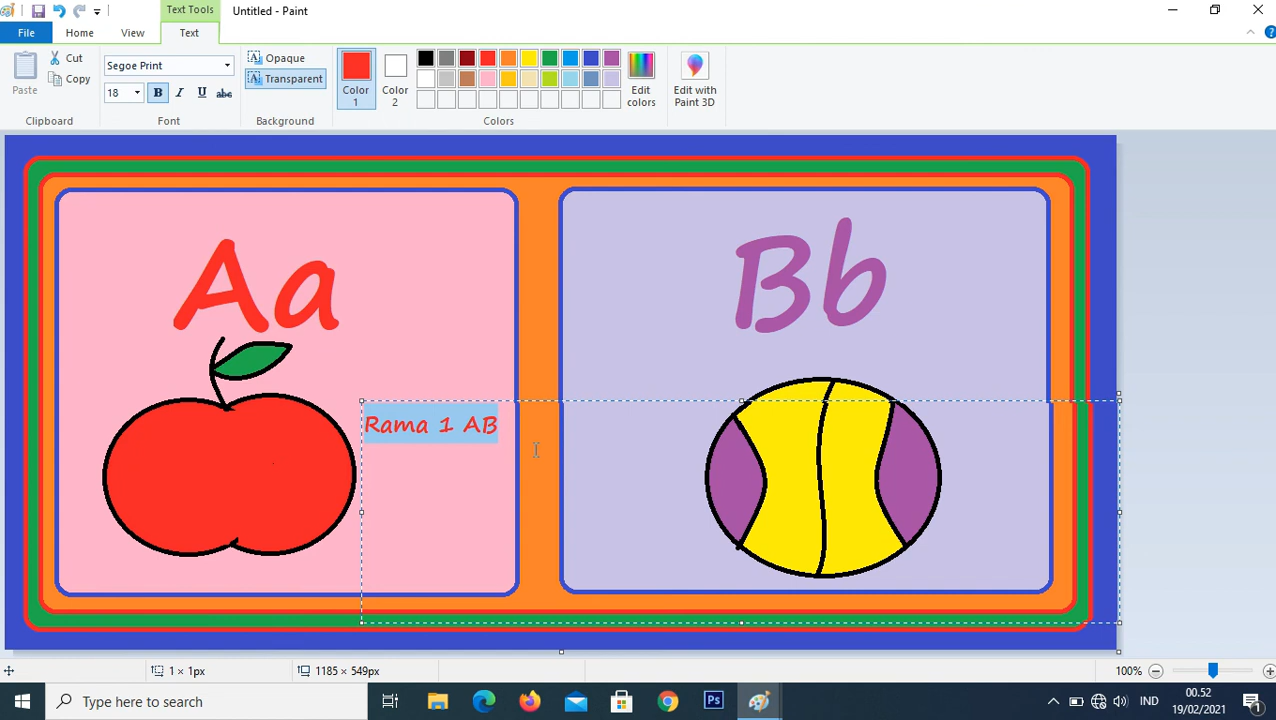 Text Tools
Untitled - Paint
File
Home
View
Text
Paste
Cut
Copy
Clipboard
Segoe Print
18
B I U abc
Font
Opaque
Transparent
Background
Color 1
Color 2
Edit colors
Colors
Edit with Paint 3D
Aa
Bb
Rama 1 AB
1 × 1px
1185 × 549px
100%
Type here to search
Ps
IND
00.52
19/02/2021
1